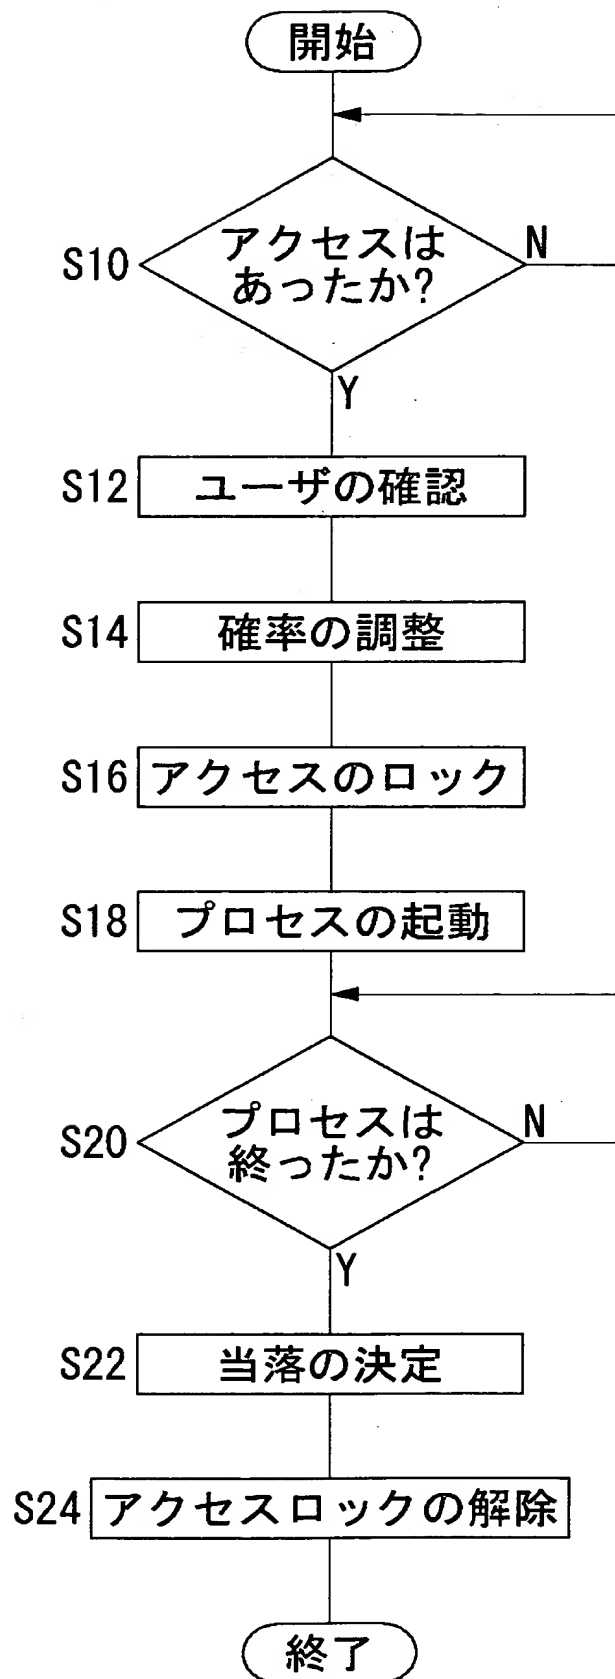 開始
S10
アクセスは
あったか?
N
Y
S12 ユーザの確認
S14 確率の調整
S16 アクセスのロック
S18 プロセスの起動
S20
プロセスは
終ったか?
N
Y
S22 当落の決定
S24 アクセスロックの解除
終了